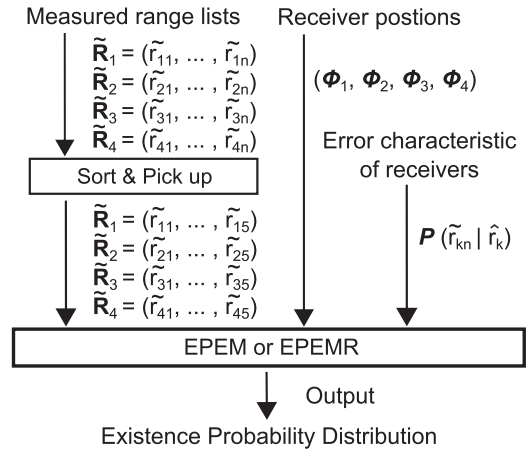 Measured range lists
Receiver postions
R̃₁ = (r̃₁₁, ... , r̃₁ₙ)
R̃₂ = (r̃₂₁, ... , r̃₂ₙ)
R̃₃ = (r̃₃₁, ... , r̃₃ₙ)
R̃₄ = (r̃₄₁, ... , r̃₄ₙ)
(Φ₁, Φ₂, Φ₃, Φ₄)
Error characteristic
of receivers
Sort & Pick up
R̃₁ = (r̃₁₁, ... , r̃₁₅)
R̃₂ = (r̃₂₁, ... , r̃₂₅)
R̃₃ = (r̃₃₁, ... , r̃₃₅)
R̃₄ = (r̃₄₁, ... , r̃₄₅)
P (r̃ₖₙ | r̂ₖ)
EPEM or EPEMR
Output
Existence Probability Distribution